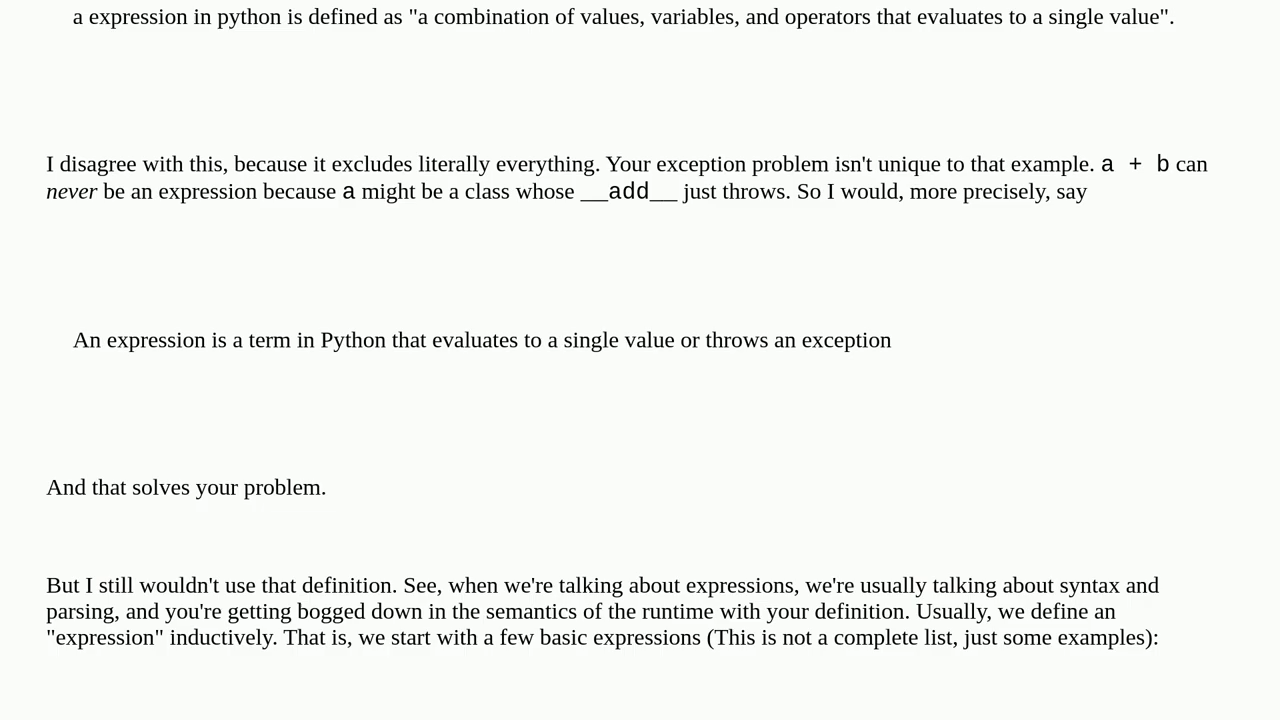 a expression in python is defined as "a combination of values, variables, and operators that evaluates to a single value".
I disagree with this, because it excludes literally everything. Your exception problem isn't unique to that example. a + b can
never be an expression because a might be a class whose __add__ just throws. So I would, more precisely, say
An expression is a term in Python that evaluates to a single value or throws an exception
And that solves your problem.
But I still wouldn't use that definition. See, when we're talking about expressions, we're usually talking about syntax and
parsing, and you're getting bogged down in the semantics of the runtime with your definition. Usually, we define an
"expression" inductively. That is, we start with a few basic expressions (This is not a complete list, just some examples):